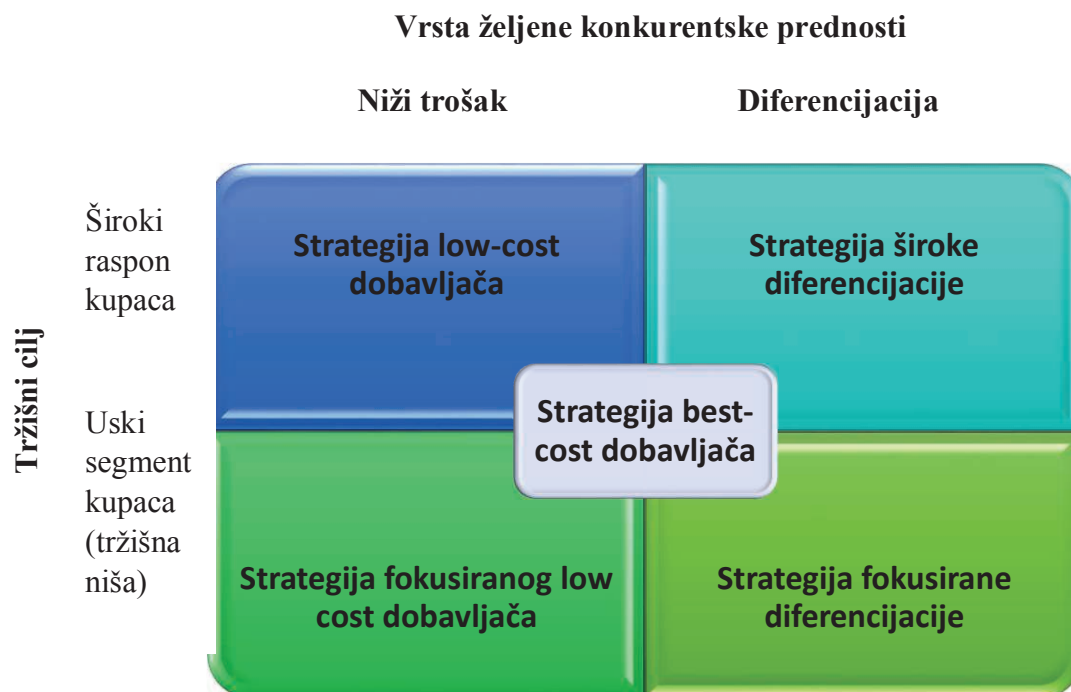 Vrsta željene konkurentske prednosti
Niži trošak
Diferencijacija
Tržišni cilj
Široki
raspon
kupaca
Strategija low-cost
dobavljača
Strategija široke
diferencijacije
Strategija best-
cost dobavljača
Uski
segment
kupaca
(tržišna
niša)
Strategija fokusiranog low
cost dobavljača
Strategija fokusirane
diferencijacije